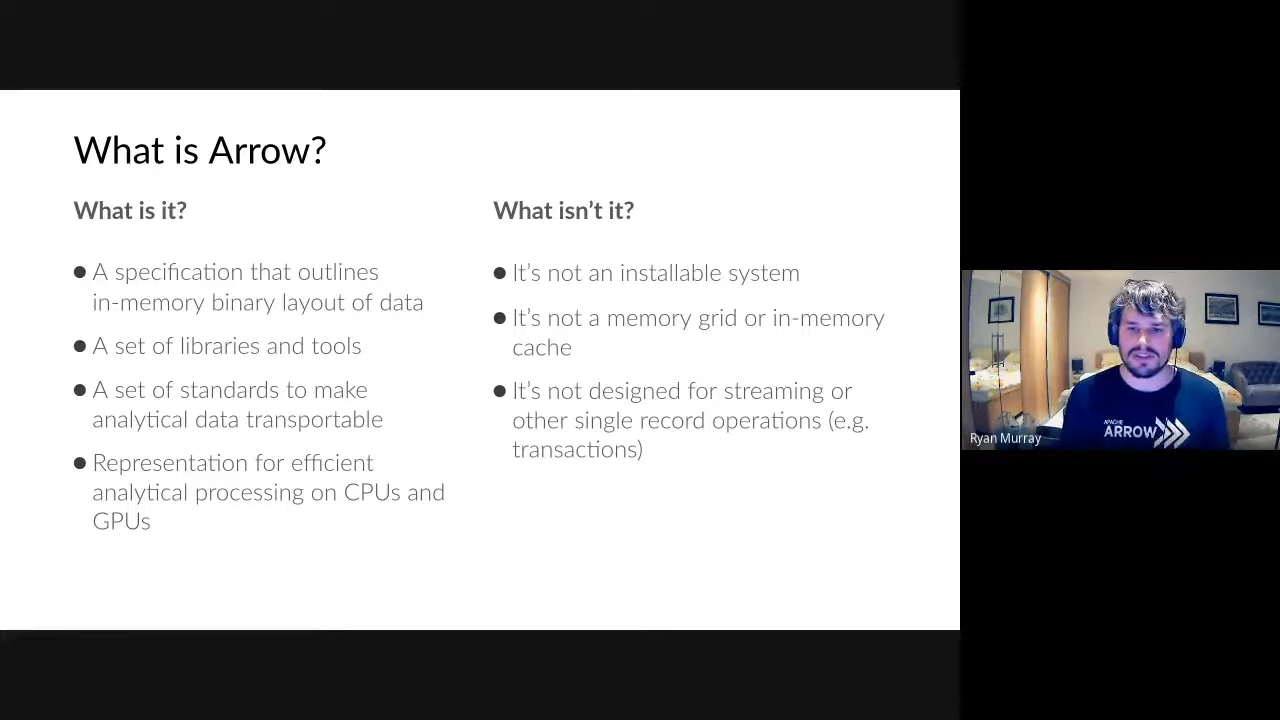 What is Arrow?
What is it?
● A specification that outlines
in-memory binary layout of data
● A set of libraries and tools
● A set of standards to make
analytical data transportable
● Representation for efficient
analytical processing on CPUs and
GPUs
What isn't it?
● It's not an installable system
● It's not a memory grid or in-memory
cache
● It's not designed for streaming or
other single record operations (e.g.
transactions)
APACHE
ARROW
Ryan Murray